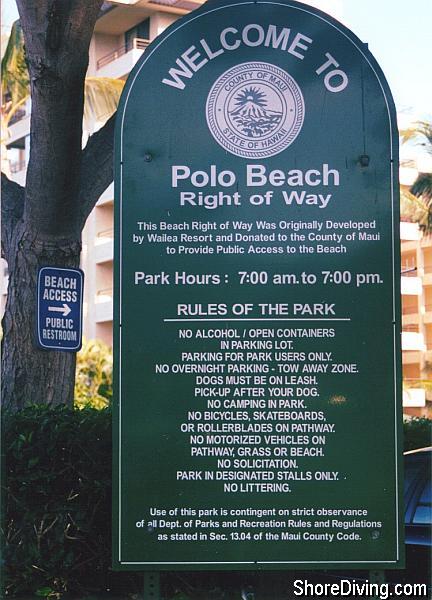 WELCOME TO
COUNTY OF MAUI
STATE OF HAWAII
Polo Beach
Right of Way
This Beach Right of Way Was Originally Developed
by Wailea Resort and Donated to the County of Maui
to Provide Public Access to the Beach
Park Hours : 7:00 am. to 7:00 pm.
RULES OF THE PARK
NO ALCOHOL / OPEN CONTAINERS
IN PARKING LOT.
PARKING FOR PARK USERS ONLY.
NO OVERNIGHT PARKING - TOW AWAY ZONE.
DOGS MUST BE ON LEASH.
PICK-UP AFTER YOUR DOG.
NO CAMPING IN PARK.
NO BICYCLES, SKATEBOARDS,
OR ROLLERBLADES ON PATHWAY.
NO MOTORIZED VEHICLES ON
PATHWAY, GRASS OR BEACH.
NO SOLICITATION.
PARK IN DESIGNATED STALLS ONLY.
NO LITTERING.
Use of this park is contingent on strict observance
of all Dept. of Parks and Recreation Rules and Regulations
as stated in Sec. 13.04 of the Maui County Code.
BEACH
ACCESS
PUBLIC
RESTROOM
ShoreDiving.com